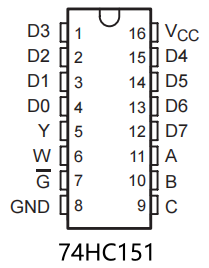 D3 1 16 VCC
D2 2 15 D4
D1 3 14 D5
D0 4 13 D6
Y 5 12 D7
W 6 11 A
G̅ 7 10 B
GND 8 9 C
74HC151